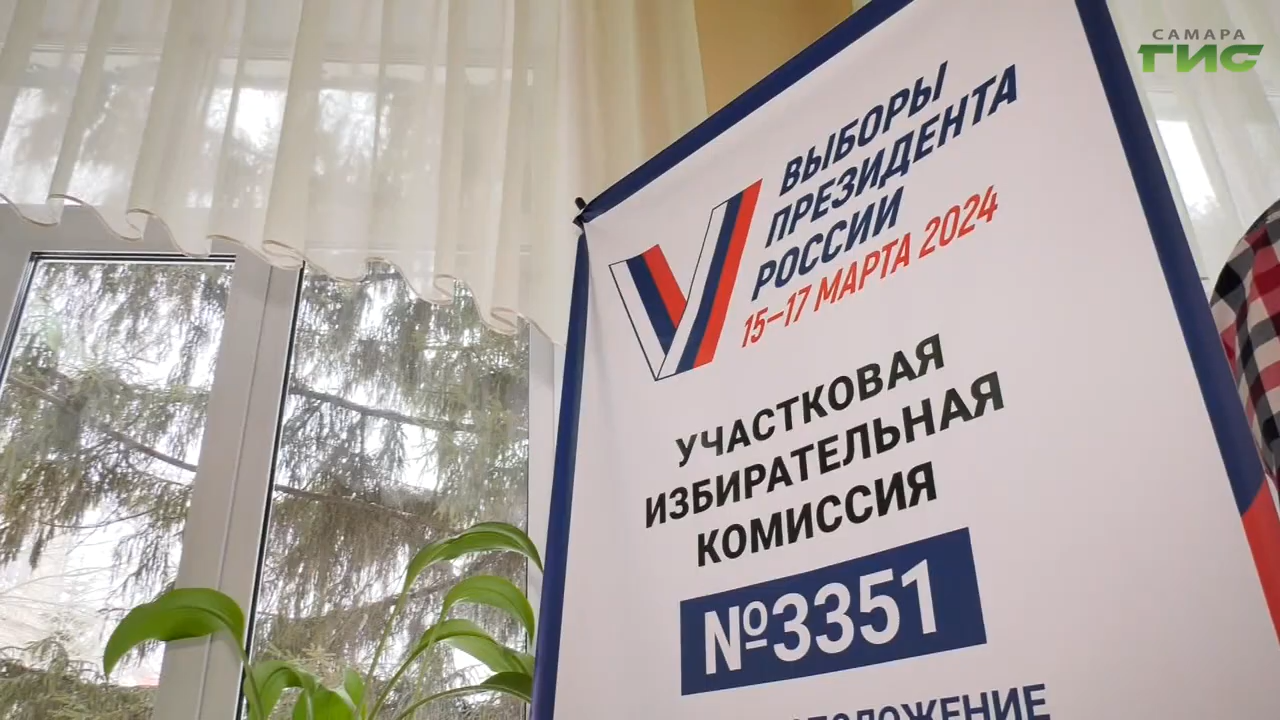 САМАРА
ГИС
ВЫБОРЫ
ПРЕЗИДЕНТА
РОССИИ
15–17 МАРТА 2024
УЧАСТКОВАЯ
ИЗБИРАТЕЛЬНАЯ
КОМИССИЯ
№3351